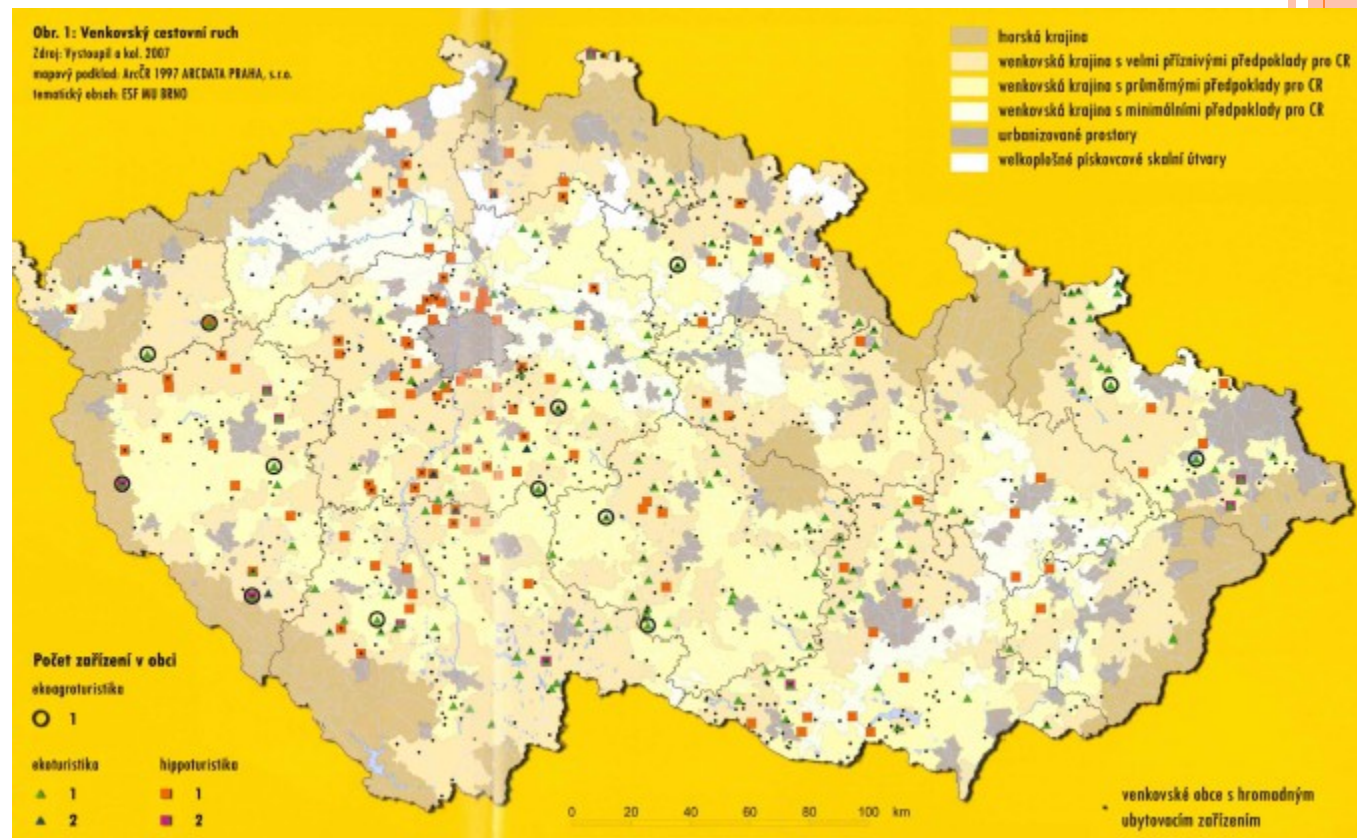 Obr. 1: Venkovský cestovní ruch
Zdroj: Vystoupil a kol. 2007
mapový podklad: ArcČR 1997 ARCDATA PRAHA, s.r.o.
tematický obsah: ESF MU BRNO
horská krajina
venkovská krajina s velmi příznivými předpoklady pro CR
venkovská krajina s průměrnými předpoklady pro CR
venkovská krajina s minimálními předpoklady pro CR
urbanizované prostory
velkoplošné pískovcové skalní útvary
Počet zařízení v obci
ekoagroturistika
1
ekoturistika hippoturistika
1 1
2 2
0 20 40 60 80 100 km
venkovské obce s hromadným
ubytovacím zařízením